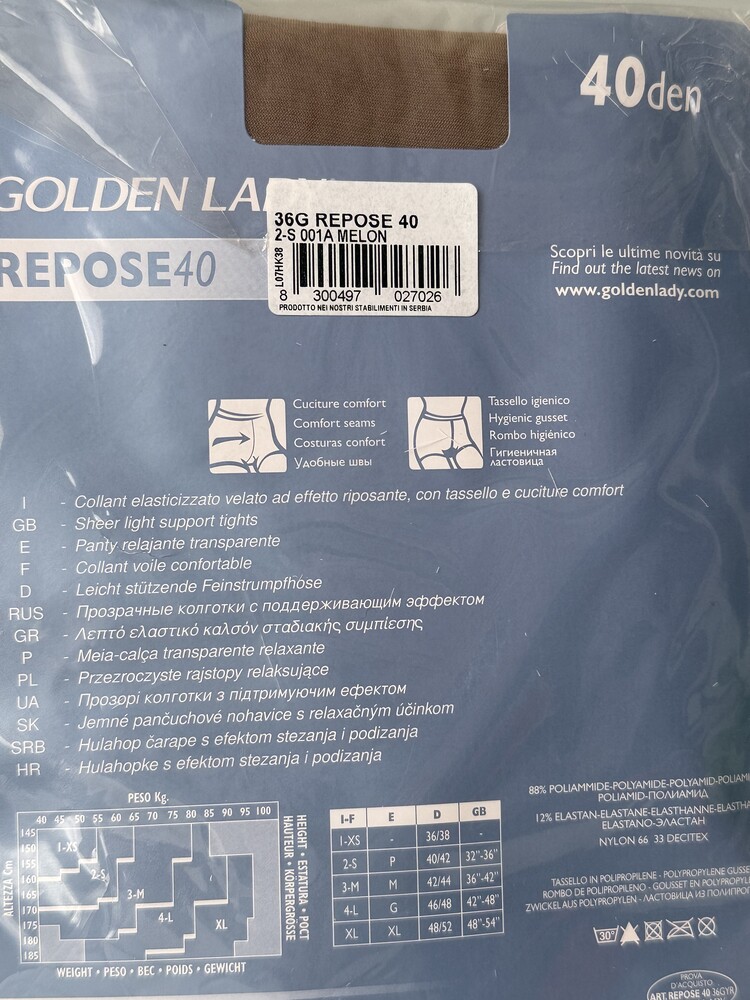 40den
GOLDEN LA
36G REPOSE 40
2-S 001A MELON
L07HK38
8 300497 027026
PRODOTTO NEI NOSTRI STABILIMENTI IN SERBIA
REPOSE40
Scopri le ultime novità su
Find out the latest news on
www.goldenlady.com
Cuciture comfort
Comfort seams
Costuras confort
Удобные швы
Tassello igienico
Hygienic gusset
Rombo higiénico
Гигиеничная
ластовица
I - Collant elasticizzato velato ad effetto riposante, con tassello e cuciture comfort
GB - Sheer light support tights
E - Panty relajante transparente
F - Collant voile confortable
D - Leicht stützende Feinstrumpfhöse
RUS - Прозрачные колготки с поддерживающим эффектом
GR - Λεπτό ελαστικό καλσόν σταδιακής συμπίεσης
P - Meia-calça transparente relaxante
PL - Przezroczyste rajstopy relaksujące
UA - Прозорі колготки з підтримуючим ефектом
SK - Jemné pančuchové nohavice s relaxačným účinkom
SRB - Hulahop čarape s efektom stezanja i podizanja
HR - Hulahopke s efektom stezanja i podizanja
PESO Kg.
40 45 50 55 60 65 70 75 80 85 90 95 100
145
150
155
160
165
170
175
180
185
ALTEZZA Cm
1-XS
2-S
3-M
4-L
XL
HEIGHT • ESTATURA • РОСТ
HAUTEUR • KÖRPERGRÖSSE
WEIGHT • PESO • ВЕС • POIDS • GEWICHT
I-F E D GB
1-XS - 36/38 -
2-S P 40/42 32"-36"
3-M M 42/44 36"-42"
4-L G 46/48 42"-48"
XL XL 48/52 48"-54"
88% POLIAMMIDE-POLYAMIDE-POLYAMID-POLIAM
POLIAMID-ПОЛИАМИД
12% ELASTAN-ELASTANE-ELASTHANNE-ELASTH
ELASTANO-ЭЛАСТАН
NYLON 66 33 DECITEX
TASSELLO IN POLIPROPILENE - POLYPROPYLENE GUSSE
ROMBO DE POLIPROPILENO - GOUSSET EN POLYPROPYL
ZWICKEL AUS POLYPROPYLEN - ЛАСТОВИЦА ИЗ ПОЛИПРОП
30°
PROVA
D'ACQUISTO
ART. REPOSE 40 36GYR